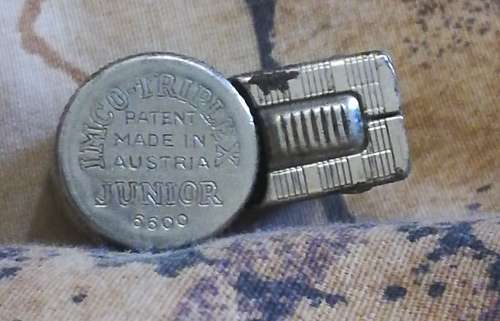 IMCO-TRIPLEX
PATENT
MADE IN
AUSTRIA
JUNIOR
6600